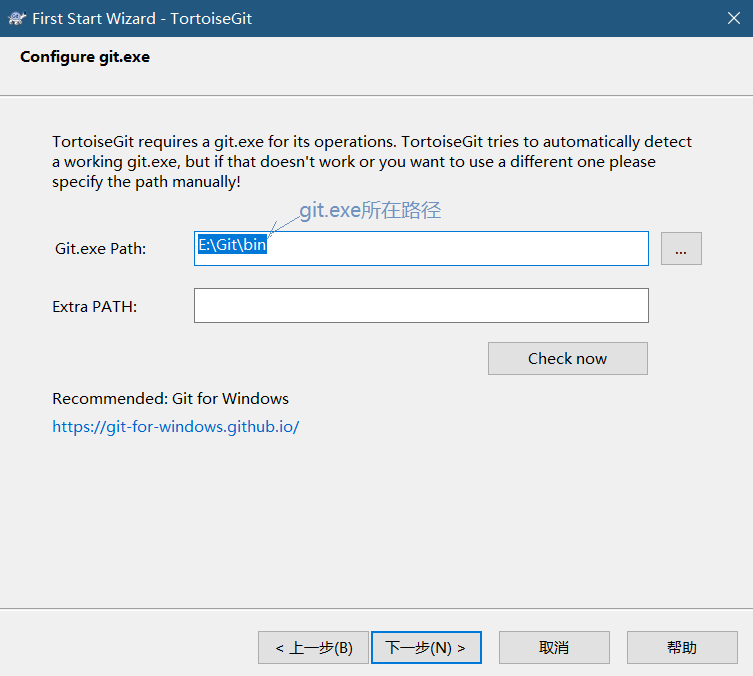 First Start Wizard - TortoiseGit
Configure git.exe
TortoiseGit requires a git.exe for its operations. TortoiseGit tries to automatically detect
a working git.exe, but if that doesn't work or you want to use a different one please
specify the path manually!
git.exe所在路径
Git.exe Path:
E:\Git\bin
...
Extra PATH:
Check now
Recommended: Git for Windows
https://git-for-windows.github.io/
< 上一步(B)
下一步(N) >
取消
帮助